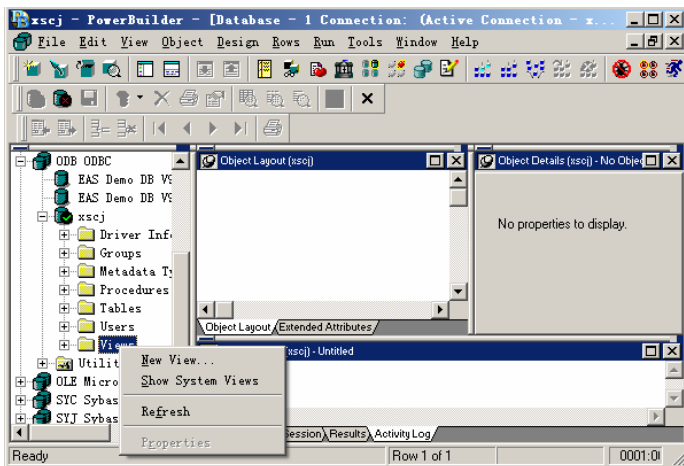 xscj - PowerBuilder - [Database - 1 Connection: (Active Connection - x...
File Edit View Object Design Rows Run Tools Window Help
ODB ODBC
EAS Demo DB V9
EAS Demo DB V9
xscj
Driver Info
Groups
Metadata Ty
Procedures
Tables
Users
Views
Utilit
OLE Micro
SYC Sybas
SYJ Sybas
Object Layout (xscj)
Object Layout Extended Attributes
Object Details (xscj) - No Objec
No properties to display.
(xscj) - Untitled
Session Results Activity Log
New View...
Show System Views
Refresh
Properties
Ready
Row 1 of 1
0001:0